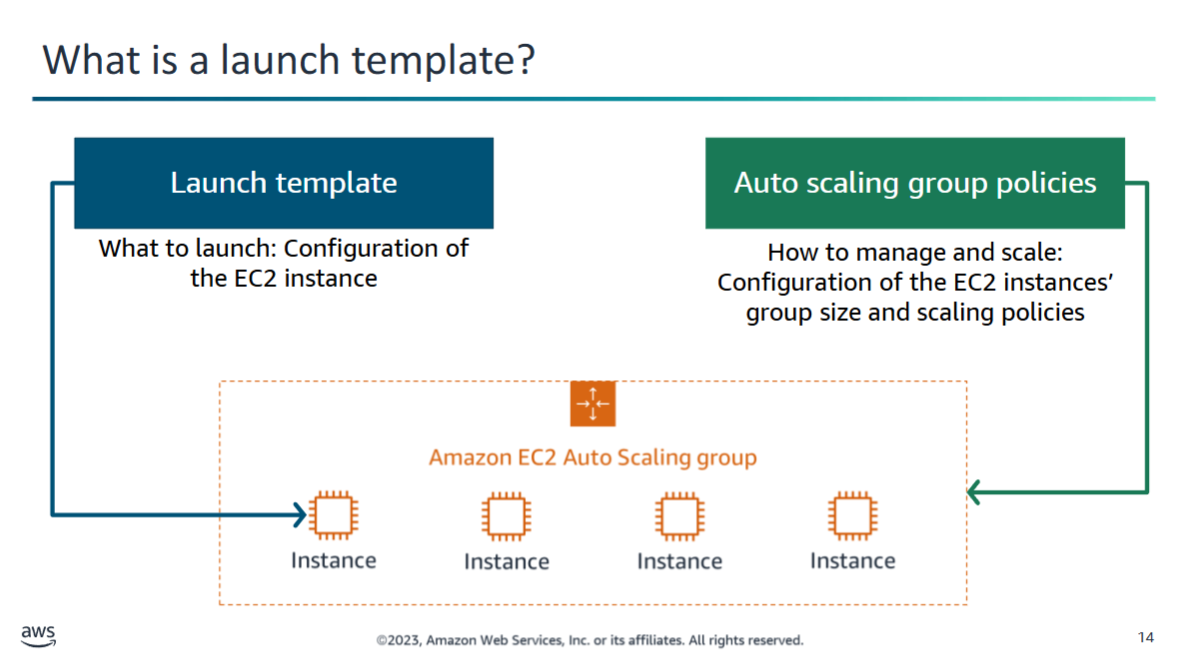 What is a launch template?
Launch template
What to launch: Configuration of
the EC2 instance
Auto scaling group policies
How to manage and scale:
Configuration of the EC2 instances’
group size and scaling policies
Amazon EC2 Auto Scaling group
Instance
Instance
Instance
Instance
aws
©2023, Amazon Web Services, Inc. or its affiliates. All rights reserved.
14